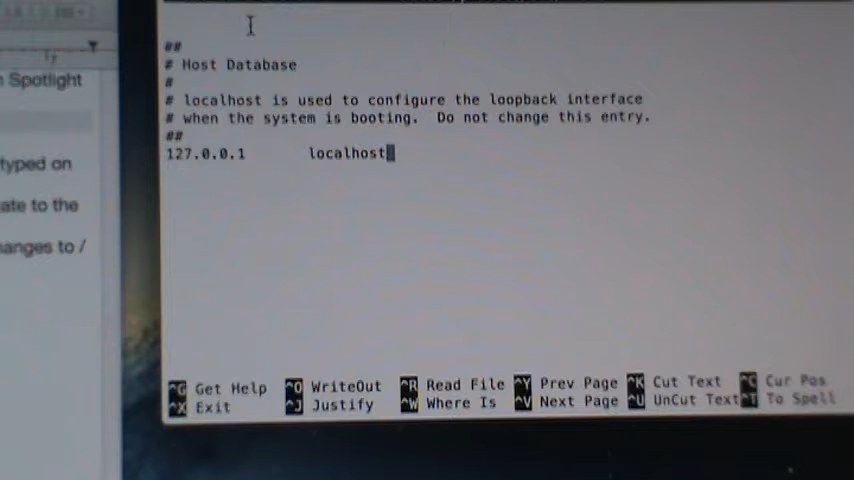 Spotlight
typed on
ate to the
anges to /
##
# Host Database
#
# localhost is used to configure the loopback interface
# when the system is booting.  Do not change this entry.
##
127.0.0.1       localhost
^G Get Help ^O WriteOut ^R Read File ^Y Prev Page ^K Cut Text ^C Cur Pos
^X Exit ^J Justify ^W Where Is ^V Next Page ^U UnCut Text ^T To Spell